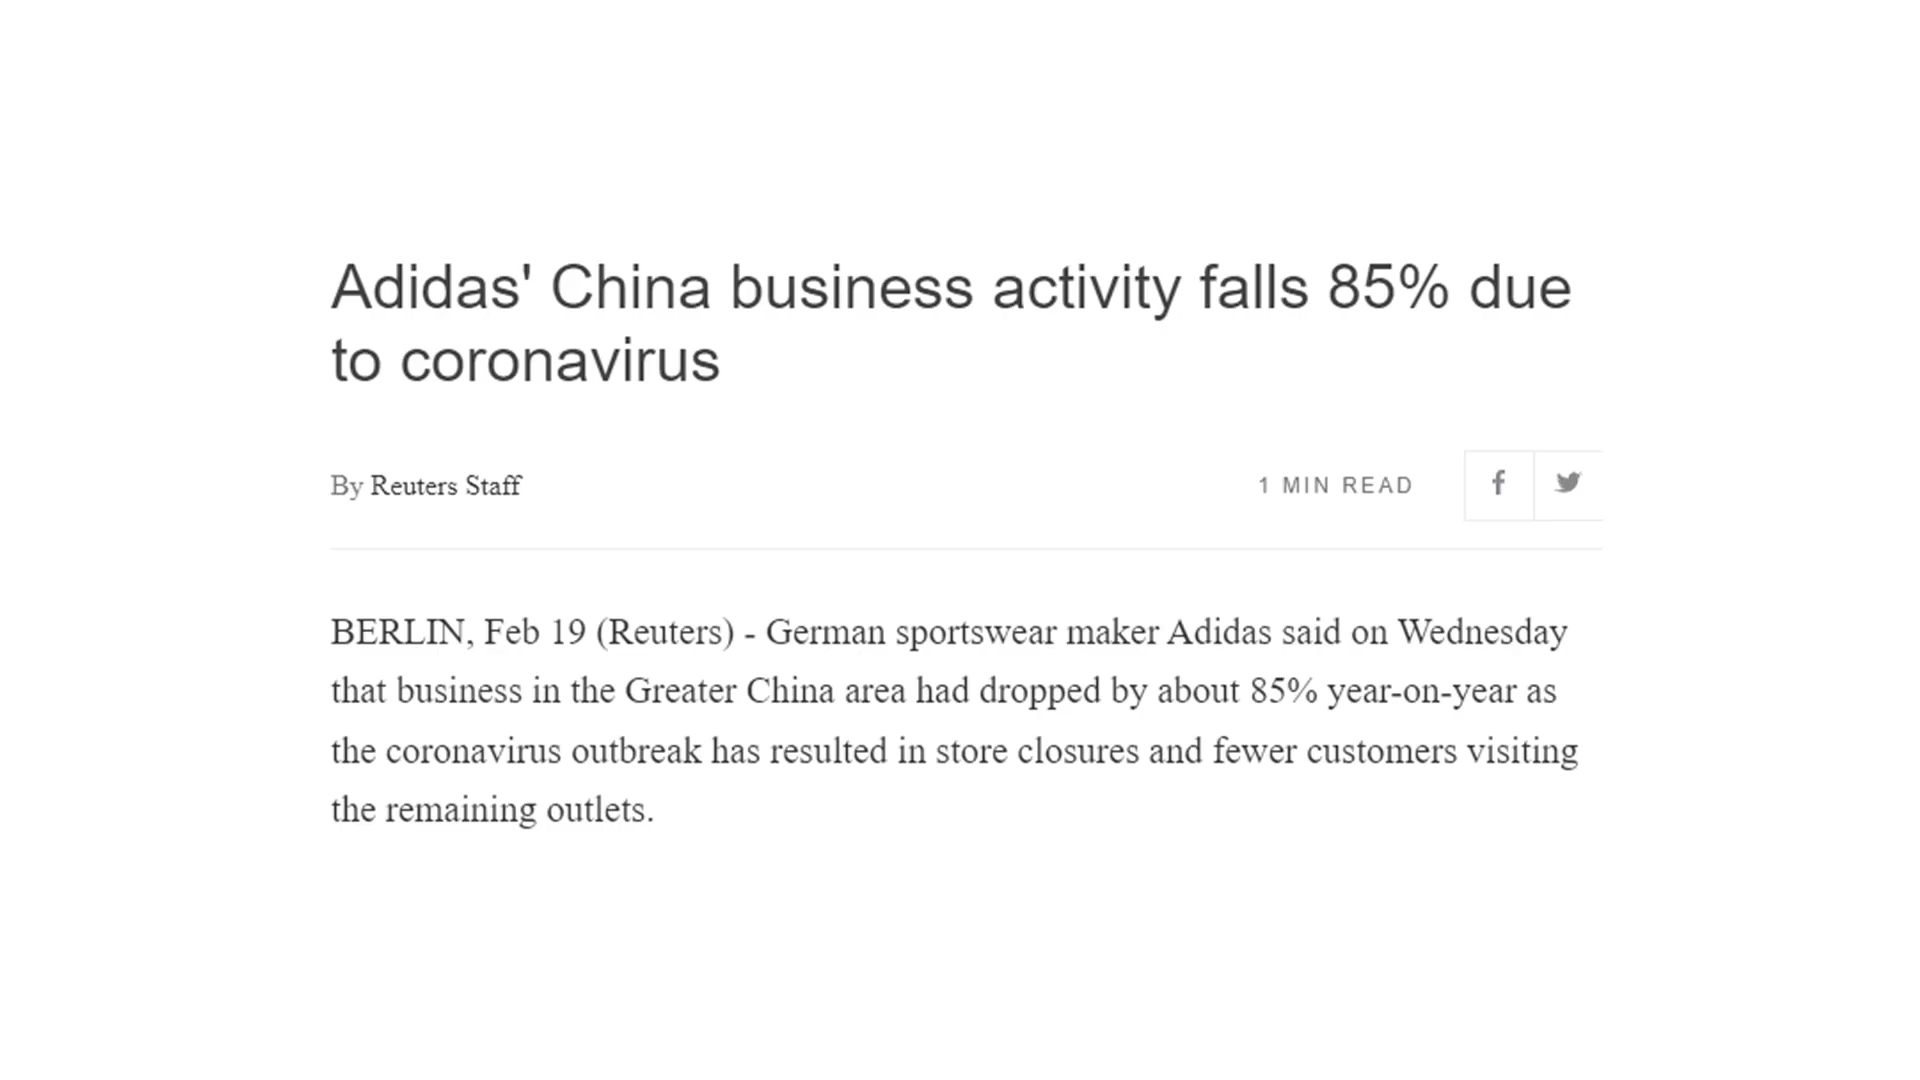 Adidas' China business activity falls 85% due
to coronavirus
By Reuters Staff
1 MIN READ
BERLIN, Feb 19 (Reuters) - German sportswear maker Adidas said on Wednesday
that business in the Greater China area had dropped by about 85% year-on-year as
the coronavirus outbreak has resulted in store closures and fewer customers visiting
the remaining outlets.